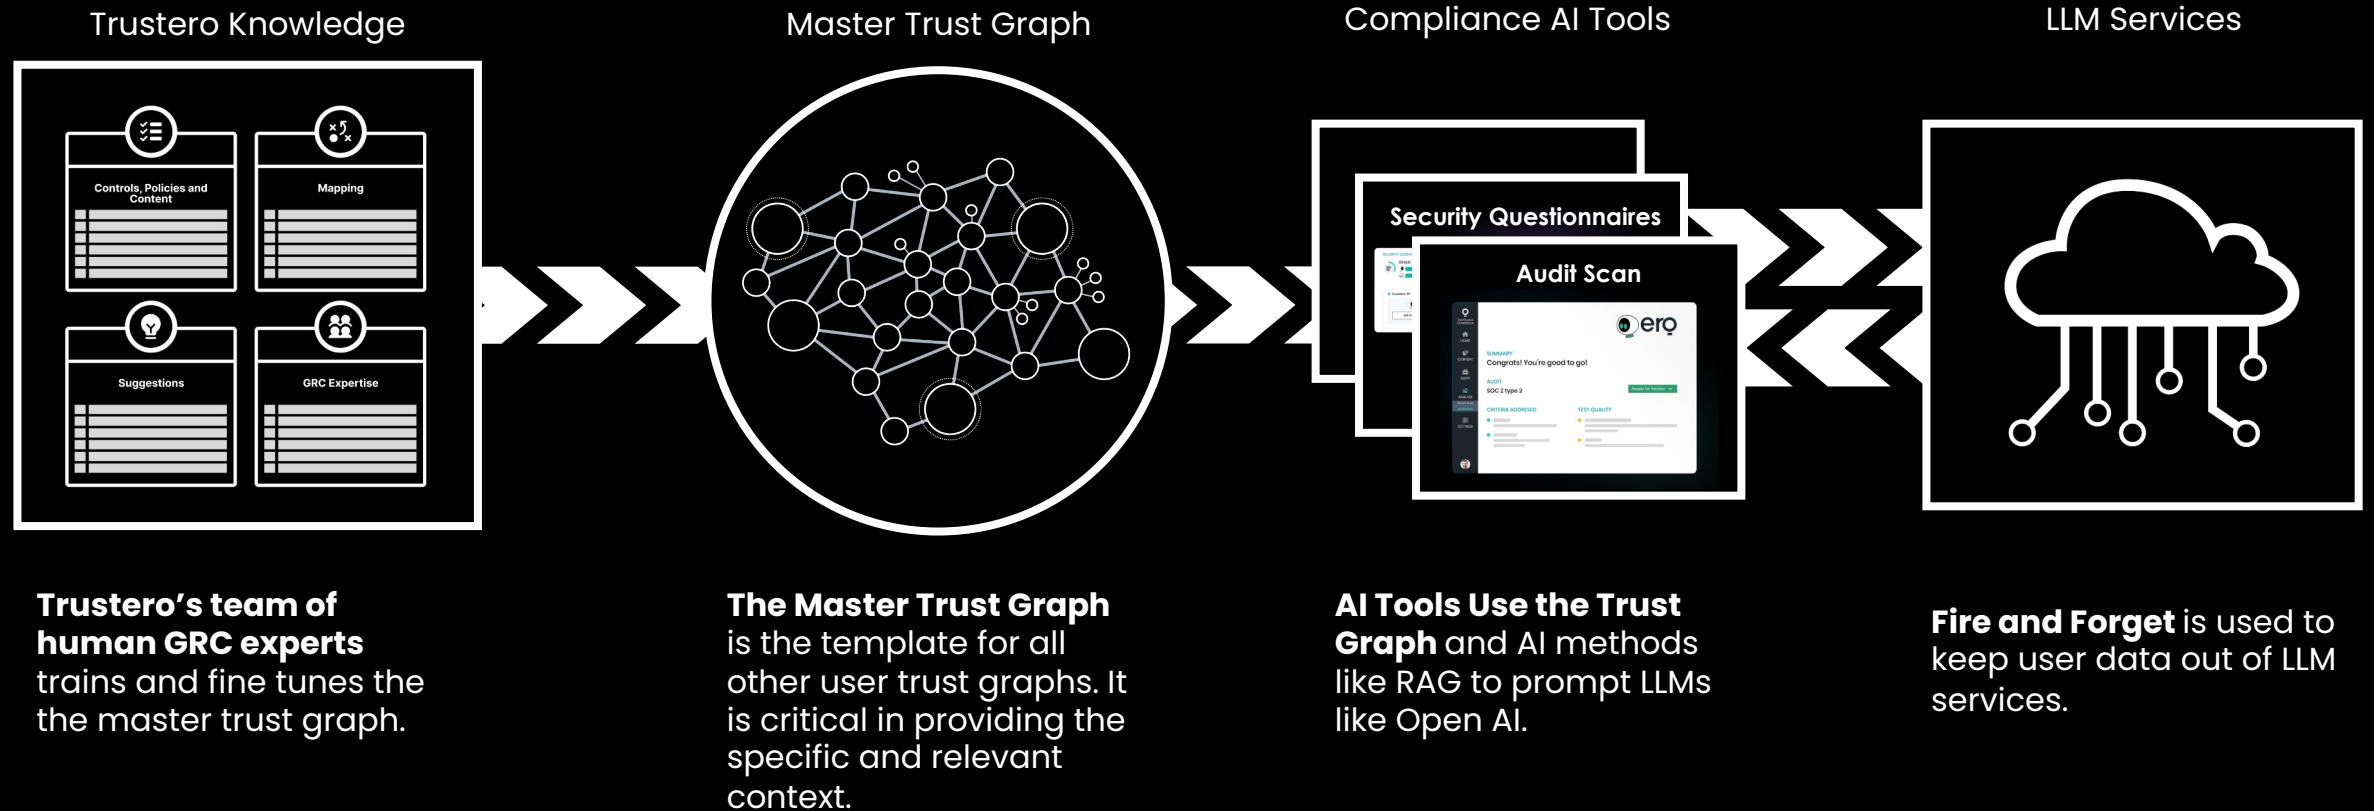 Trustero Knowledge
Master Trust Graph
Compliance AI Tools
LLM Services
Controls, Policies and
Content
Mapping
Suggestions
GRC Expertise
Security Questionnaires
Audit Scan
ero
HOME
CONTENT
AUDIT
ANALYZE
SETTINGS
SUMMARY
Congrats! You're good to go!
AUDIT
SOC 2 type 2
CRITERIA ADDRESSED
TEST QUALITY
Trustero’s team of
human GRC experts
trains and fine tunes the
the master trust graph.
The Master Trust Graph
is the template for all
other user trust graphs. It
is critical in providing the
specific and relevant
context.
AI Tools Use the Trust
Graph and AI methods
like RAG to prompt LLMs
like Open AI.
Fire and Forget is used to
keep user data out of LLM
services.